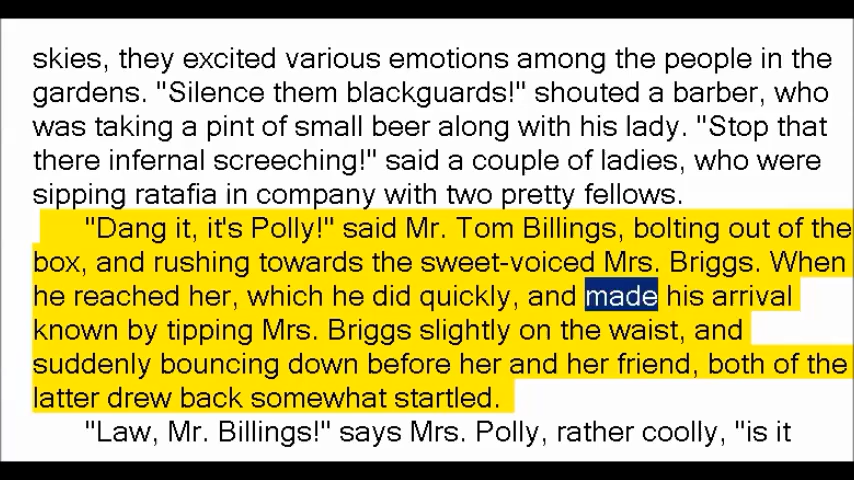 skies, they excited various emotions among the people in the
gardens. "Silence them blackguards!" shouted a barber, who
was taking a pint of small beer along with his lady. "Stop that
there infernal screeching!" said a couple of ladies, who were
sipping ratafia in company with two pretty fellows.
"Dang it, it's Polly!" said Mr. Tom Billings, bolting out of the
box, and rushing towards the sweet-voiced Mrs. Briggs. When
he reached her, which he did quickly, and made his arrival
known by tipping Mrs. Briggs slightly on the waist, and
suddenly bouncing down before her and her friend, both of the
latter drew back somewhat startled.
"Law, Mr. Billings!" says Mrs. Polly, rather coolly, "is it